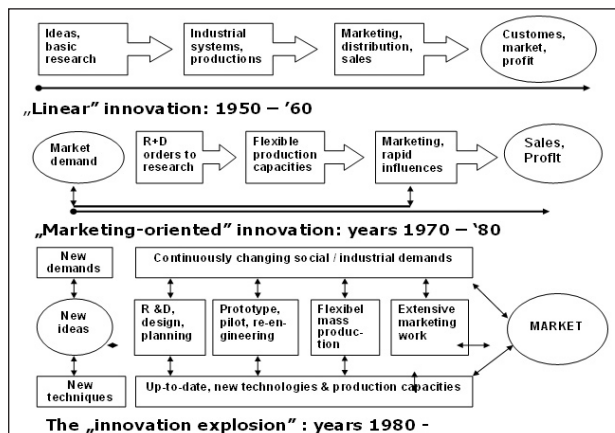 Ideas,
basic
research
Industrial
systems,
productions
Marketing,
distribution,
sales
Customes,
market,
profit
„Linear” innovation: 1950 – ’60
Market
demand
R+D
orders to
research
Flexible
production
capacities
Marketing,
rapid
influences
Sales,
Profit
„Marketing-oriented” innovation: years 1970 – ‘80
New
demands
Continuously changing social / industrial demands
New
ideas
R &D,
design,
planning
Prototype,
pilot, re-en-
gineering
Flexibel
mass
produc-
tion
Extensive
marketing
work
MARKET
New
techniques
Up-to-date, new technologies & production capacities
The „innovation explosion” : years 1980 -